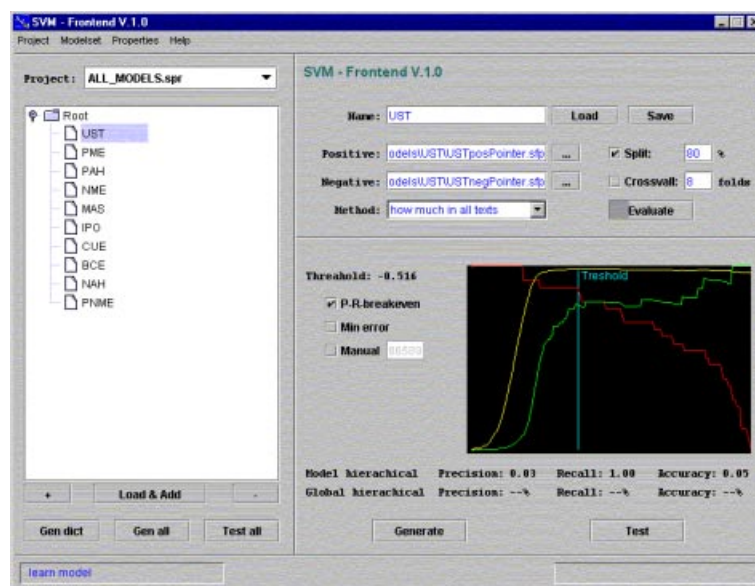 SVM - Frontend V.1.0
Project Modelset Properties Help
Project: ALL_MODELS.spr
Root
UST
PME
PAH
NME
MAS
IPO
CUE
BCE
NAH
PNME
+ Load & Add -
Gen dict Gen all Test all
SVM - Frontend V.1.0
Name: UST Load Save
Positive: odels\UST\USTposPointer.sfp ... Split: 80 %
Negative: odels\UST\USTnegPointer.sfp ... Crossvall: 8 folds
Method: how much in all texts Evaluate
Threshold: -0.516
P-R-breakeven
Min error
Manual
Treshold
Model hierachical Precision: 0.03 Recall: 1.00 Accuracy: 0.05
Global hierachical Precision: --% Recall: --% Accuracy: --%
Generate Test
learn model